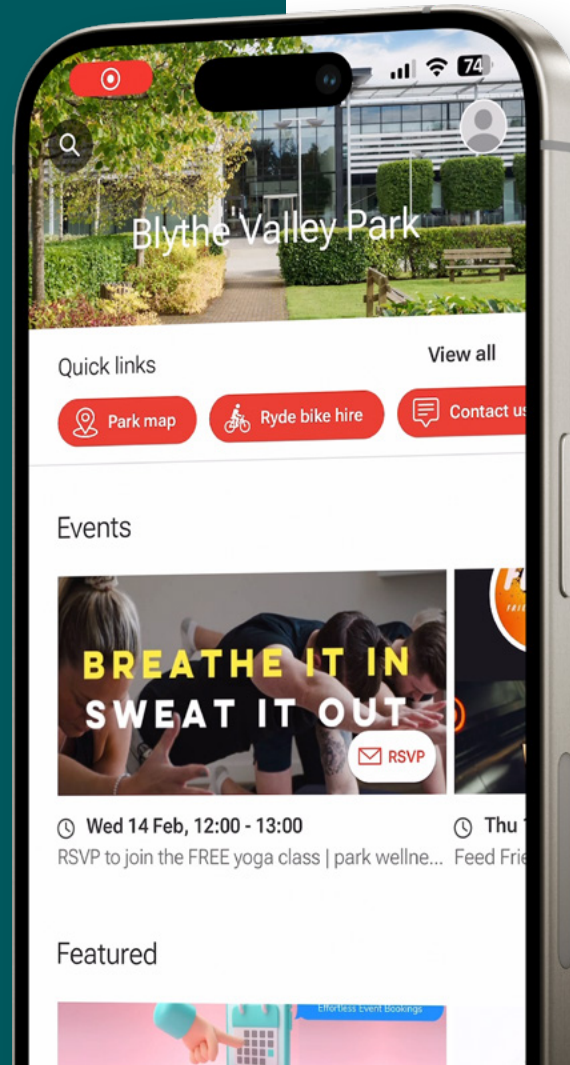 74
Blythe Valley Park
Quick links
View all
Park map
Ryde bike hire
Contact us
Events
BREATHE IT IN
SWEAT IT OUT
RSVP
Wed 14 Feb, 12:00 - 13:00
Thu
RSVP to join the FREE yoga class | park wellne...
Feed Frie
Featured
Effortless Event Bookings